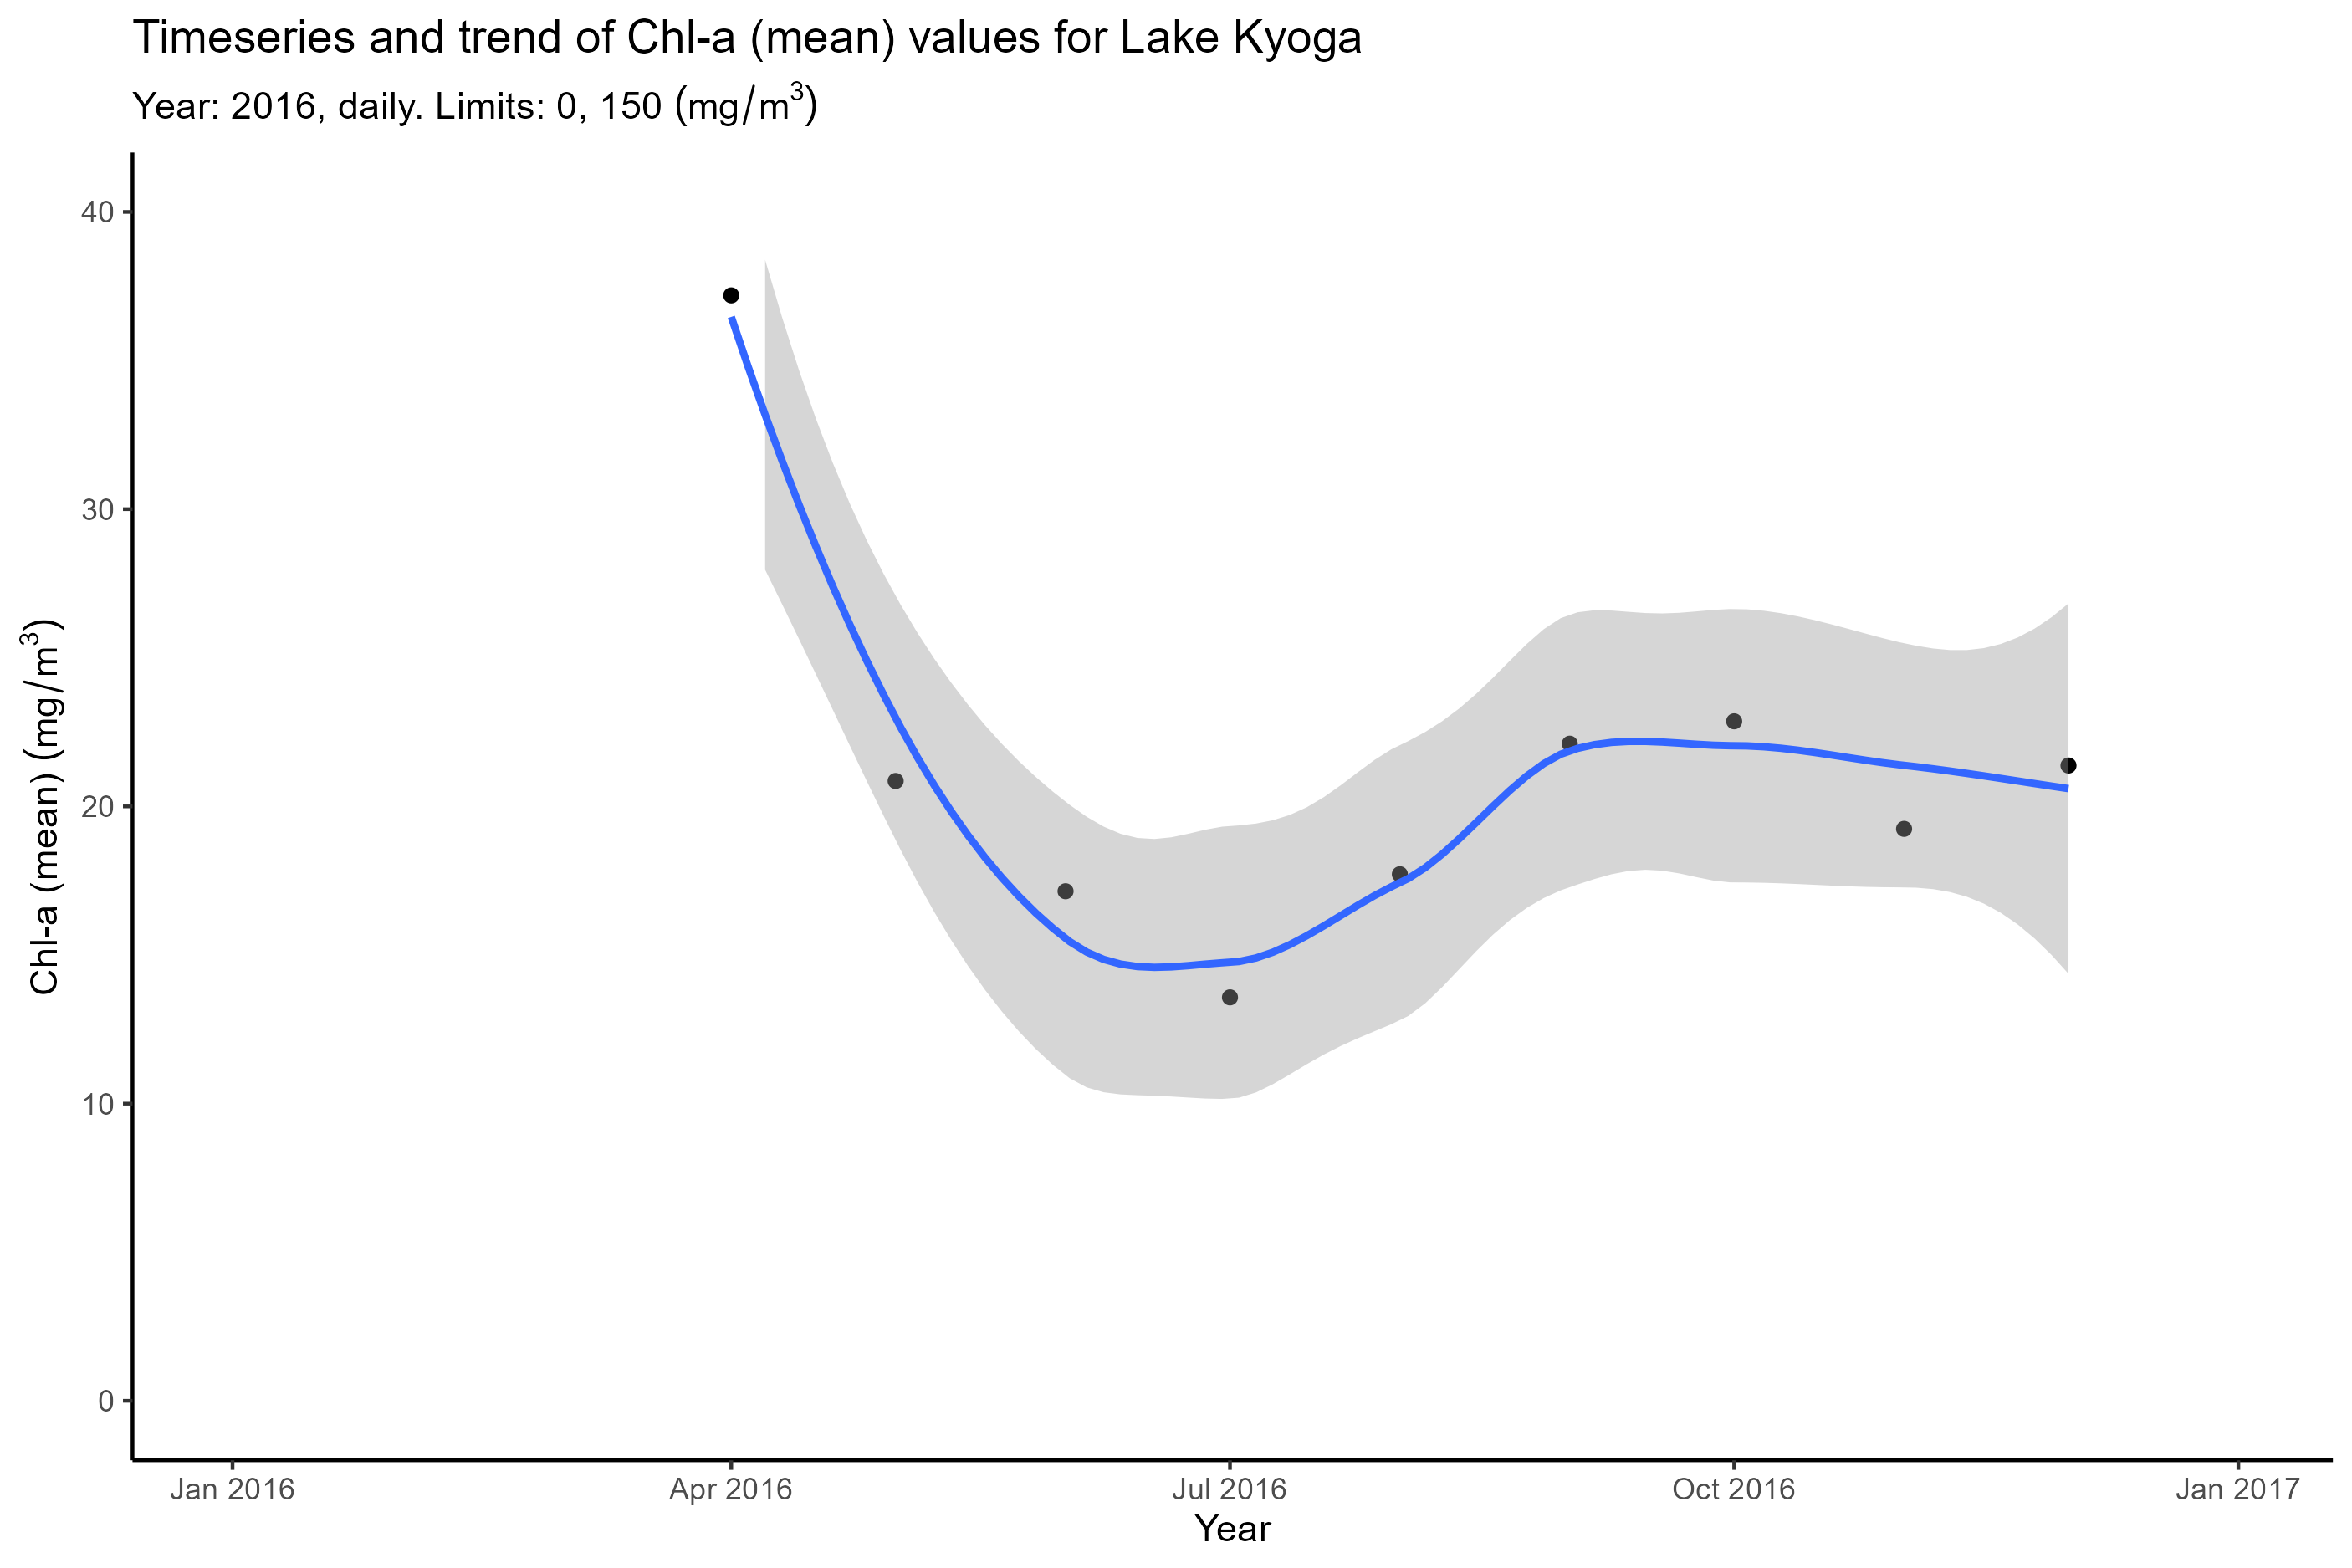 Timeseries and trend of Chl-a (mean) values for Lake Kyoga
Year: 2016, daily. Limits: 0, 150 (mg/m³)
Chl-a (mean) (mg/m³)
40
30
20
10
0
Jan 2016
Apr 2016
Jul 2016
Oct 2016
Jan 2017
Year